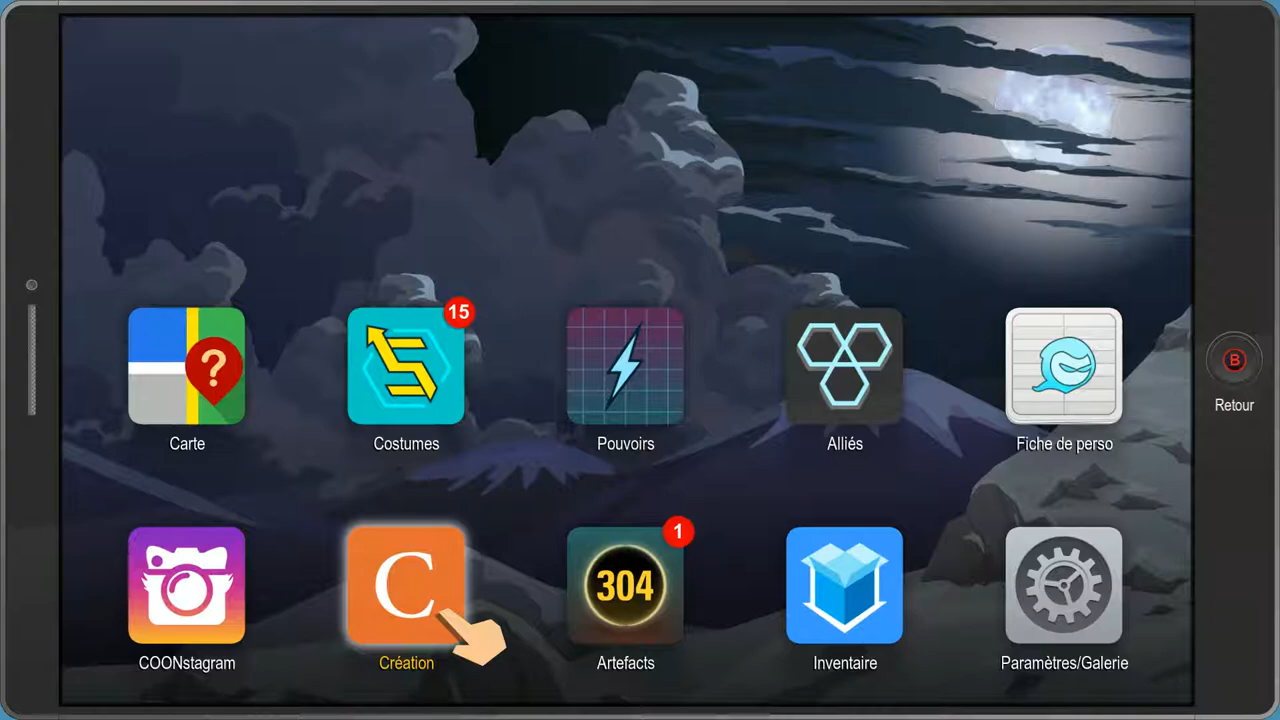 15
Carte
Costumes
Pouvoirs
Alliés
Fiche de perso
B
Retour
1
C
304
COONstagram
Création
Artefacts
Inventaire
Paramètres/Galerie
?